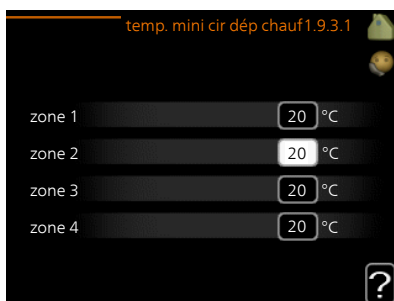 temp. mini cir dép chauf1.9.3.1
zone 1 20 °C
zone 2 20 °C
zone 3 20 °C
zone 4 20 °C
?